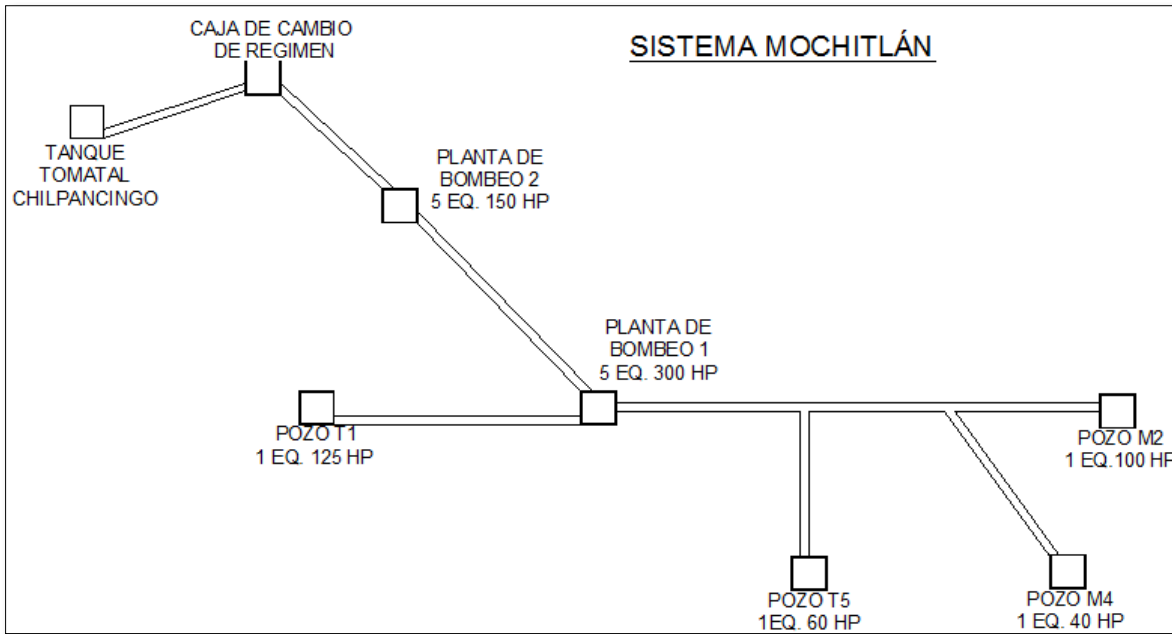 CAJA DE CAMBIO
DE REGIMEN
SISTEMA MOCHITLÁN
TANQUE
TOMATAL
CHILPANCINGO
PLANTA DE
BOMBEO 2
5 EQ. 150 HP
PLANTA DE
BOMBEO 1
5 EQ. 300 HP
POZO T1
1 EQ. 125 HP
POZO M2
1 EQ.100 HP
POZO T5
1EQ. 60 HP
POZO M4
1 EQ. 40 HP